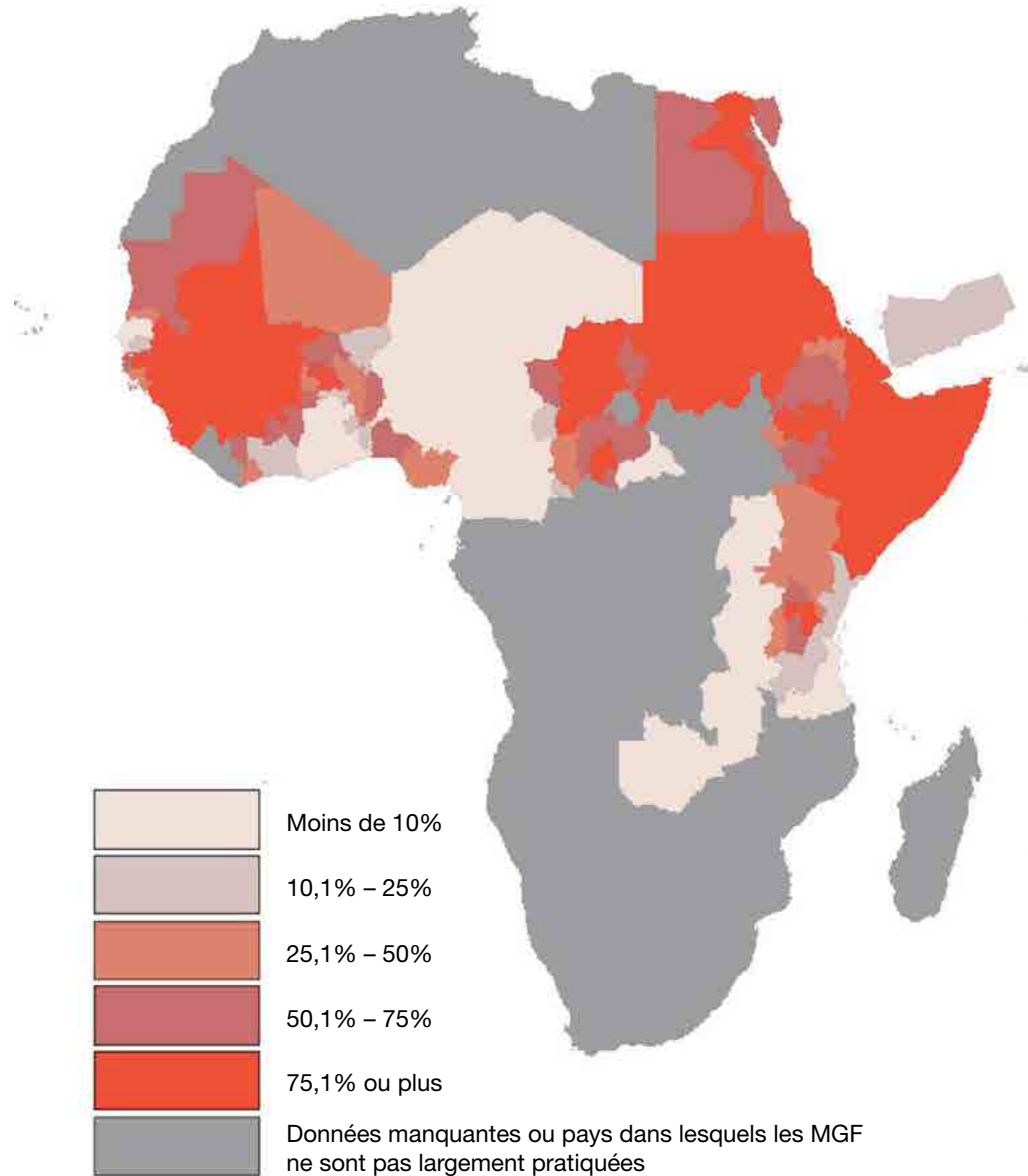 Moins de 10%
10,1% – 25%
25,1% – 50%
50,1% – 75%
75,1% ou plus
Données manquantes ou pays dans lesquels les MGF
ne sont pas largement pratiquées